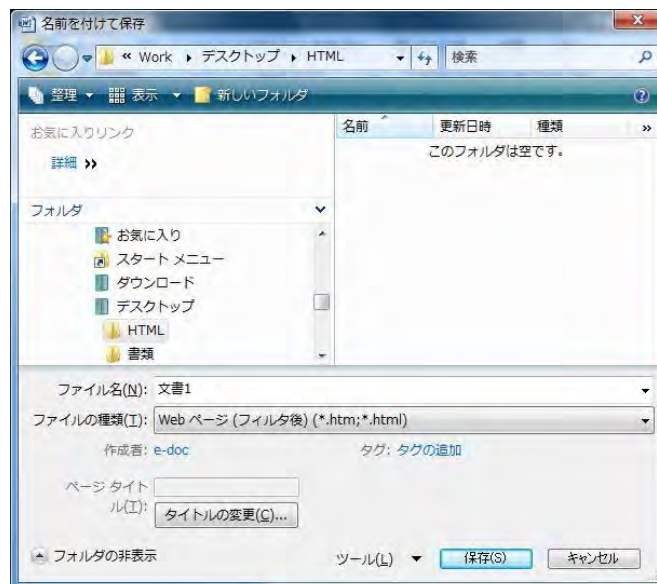 名前を付けて保存
« Work ▸ デスクトップ ▸ HTML
検索
整理 ▼ 表示 ▼ 新しいフォルダ
お気に入りリンク
詳細 »
フォルダ
お気に入り
スタート メニュー
ダウンロード
デスクトップ
HTML
書類
名前 更新日時 種類 »
このフォルダは空です。
ファイル名(N): 文書1
ファイルの種類(T): Web ページ (フィルタ後) (*.htm;*.html)
作成者: e-doc タグ: タグの追加
ページ タイト
ル(T):
タイトルの変更(C)...
フォルダの非表示
ツール(L) ▼ 保存(S) キャンセル